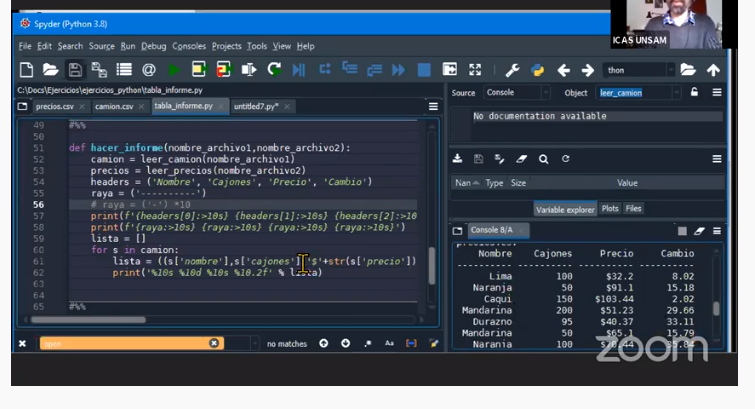 Spyder (Python 3.8)
ICAS UNSAM
File Edit Search Source Run Debug Consoles Projects Tools View Help
thon
C:\Docs\Ejercicios\ejercicios_python\tabla_informe.py
Source Console Object leer_camion
precios.csv camion.csv tabla_informe.py untitled7.py*
No documentation available
49 #%%
50
51 def hacer_informe(nombre_archivo1,nombre_archivo2):
52 camion = leer_camion(nombre_archivo1)
53 precios = leer_precios(nombre_archivo2)
54 headers = ('Nombre', 'Cajones', 'Precio', 'Cambio')
55 raya = ('----------')
56 # raya = ('-') *10
57 print(f'{headers[0]:>10s} {headers[1]:>10s} {headers[2]:>10
58 print(f'{raya:>10s} {raya:>10s} {raya:>10s} {raya:>10s}')
59 lista = []
60 for s in camion:
61 lista = ((s['nombre'],s['cajones'] '$'+str(s['precio'])
62 print('%10s %10d %10s %10.2f' % lista)
63
64
65 #%%
Nan Type Size Value
Variable explorer Plots Files
Console 8/A
Nombre Cajones Precio Cambio
---------- ---------- ---------- ----------
Lima 100 $32.2 8.02
Naranja 50 $91.1 15.18
Caqui 150 $103.44 2.02
Mandarina 200 $51.23 29.66
Durazno 95 $40.37 33.11
Mandarina 50 $65.1 15.79
Naranja 100
open no matches Aa
zoom